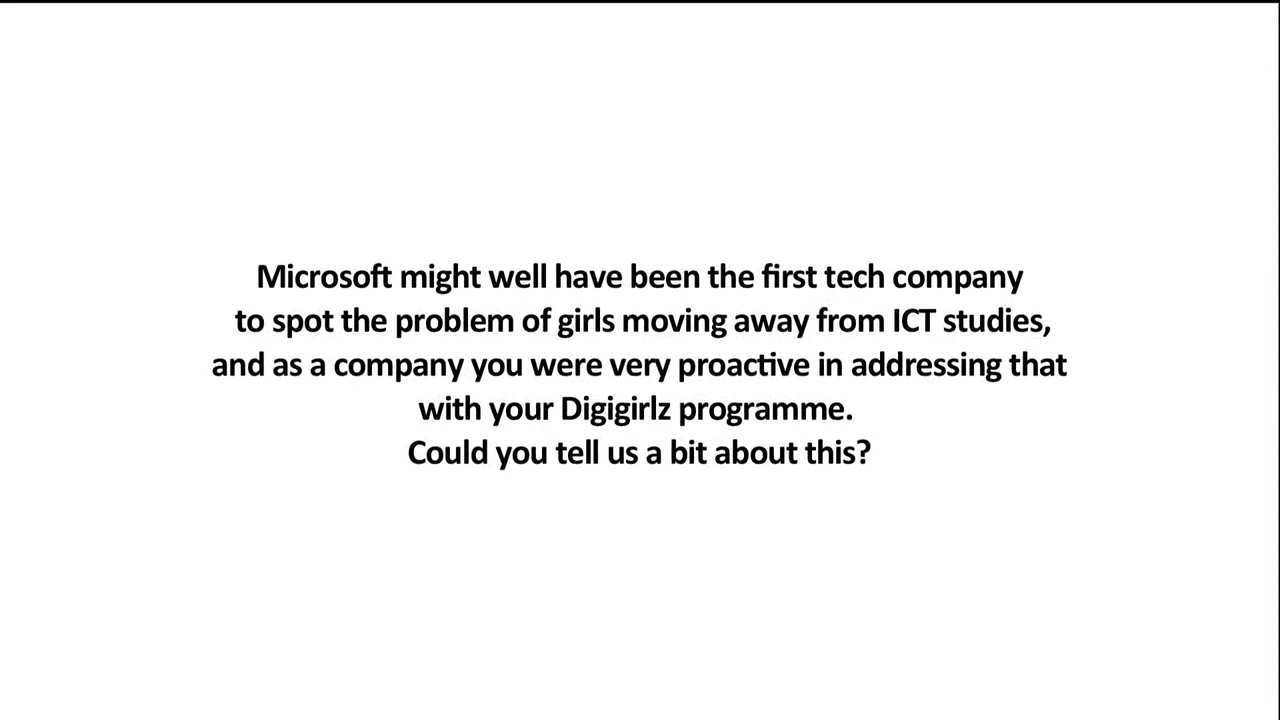 Microsoft might well have been the first tech company
to spot the problem of girls moving away from ICT studies,
and as a company you were very proactive in addressing that
with your Digigirlz programme.
Could you tell us a bit about this?